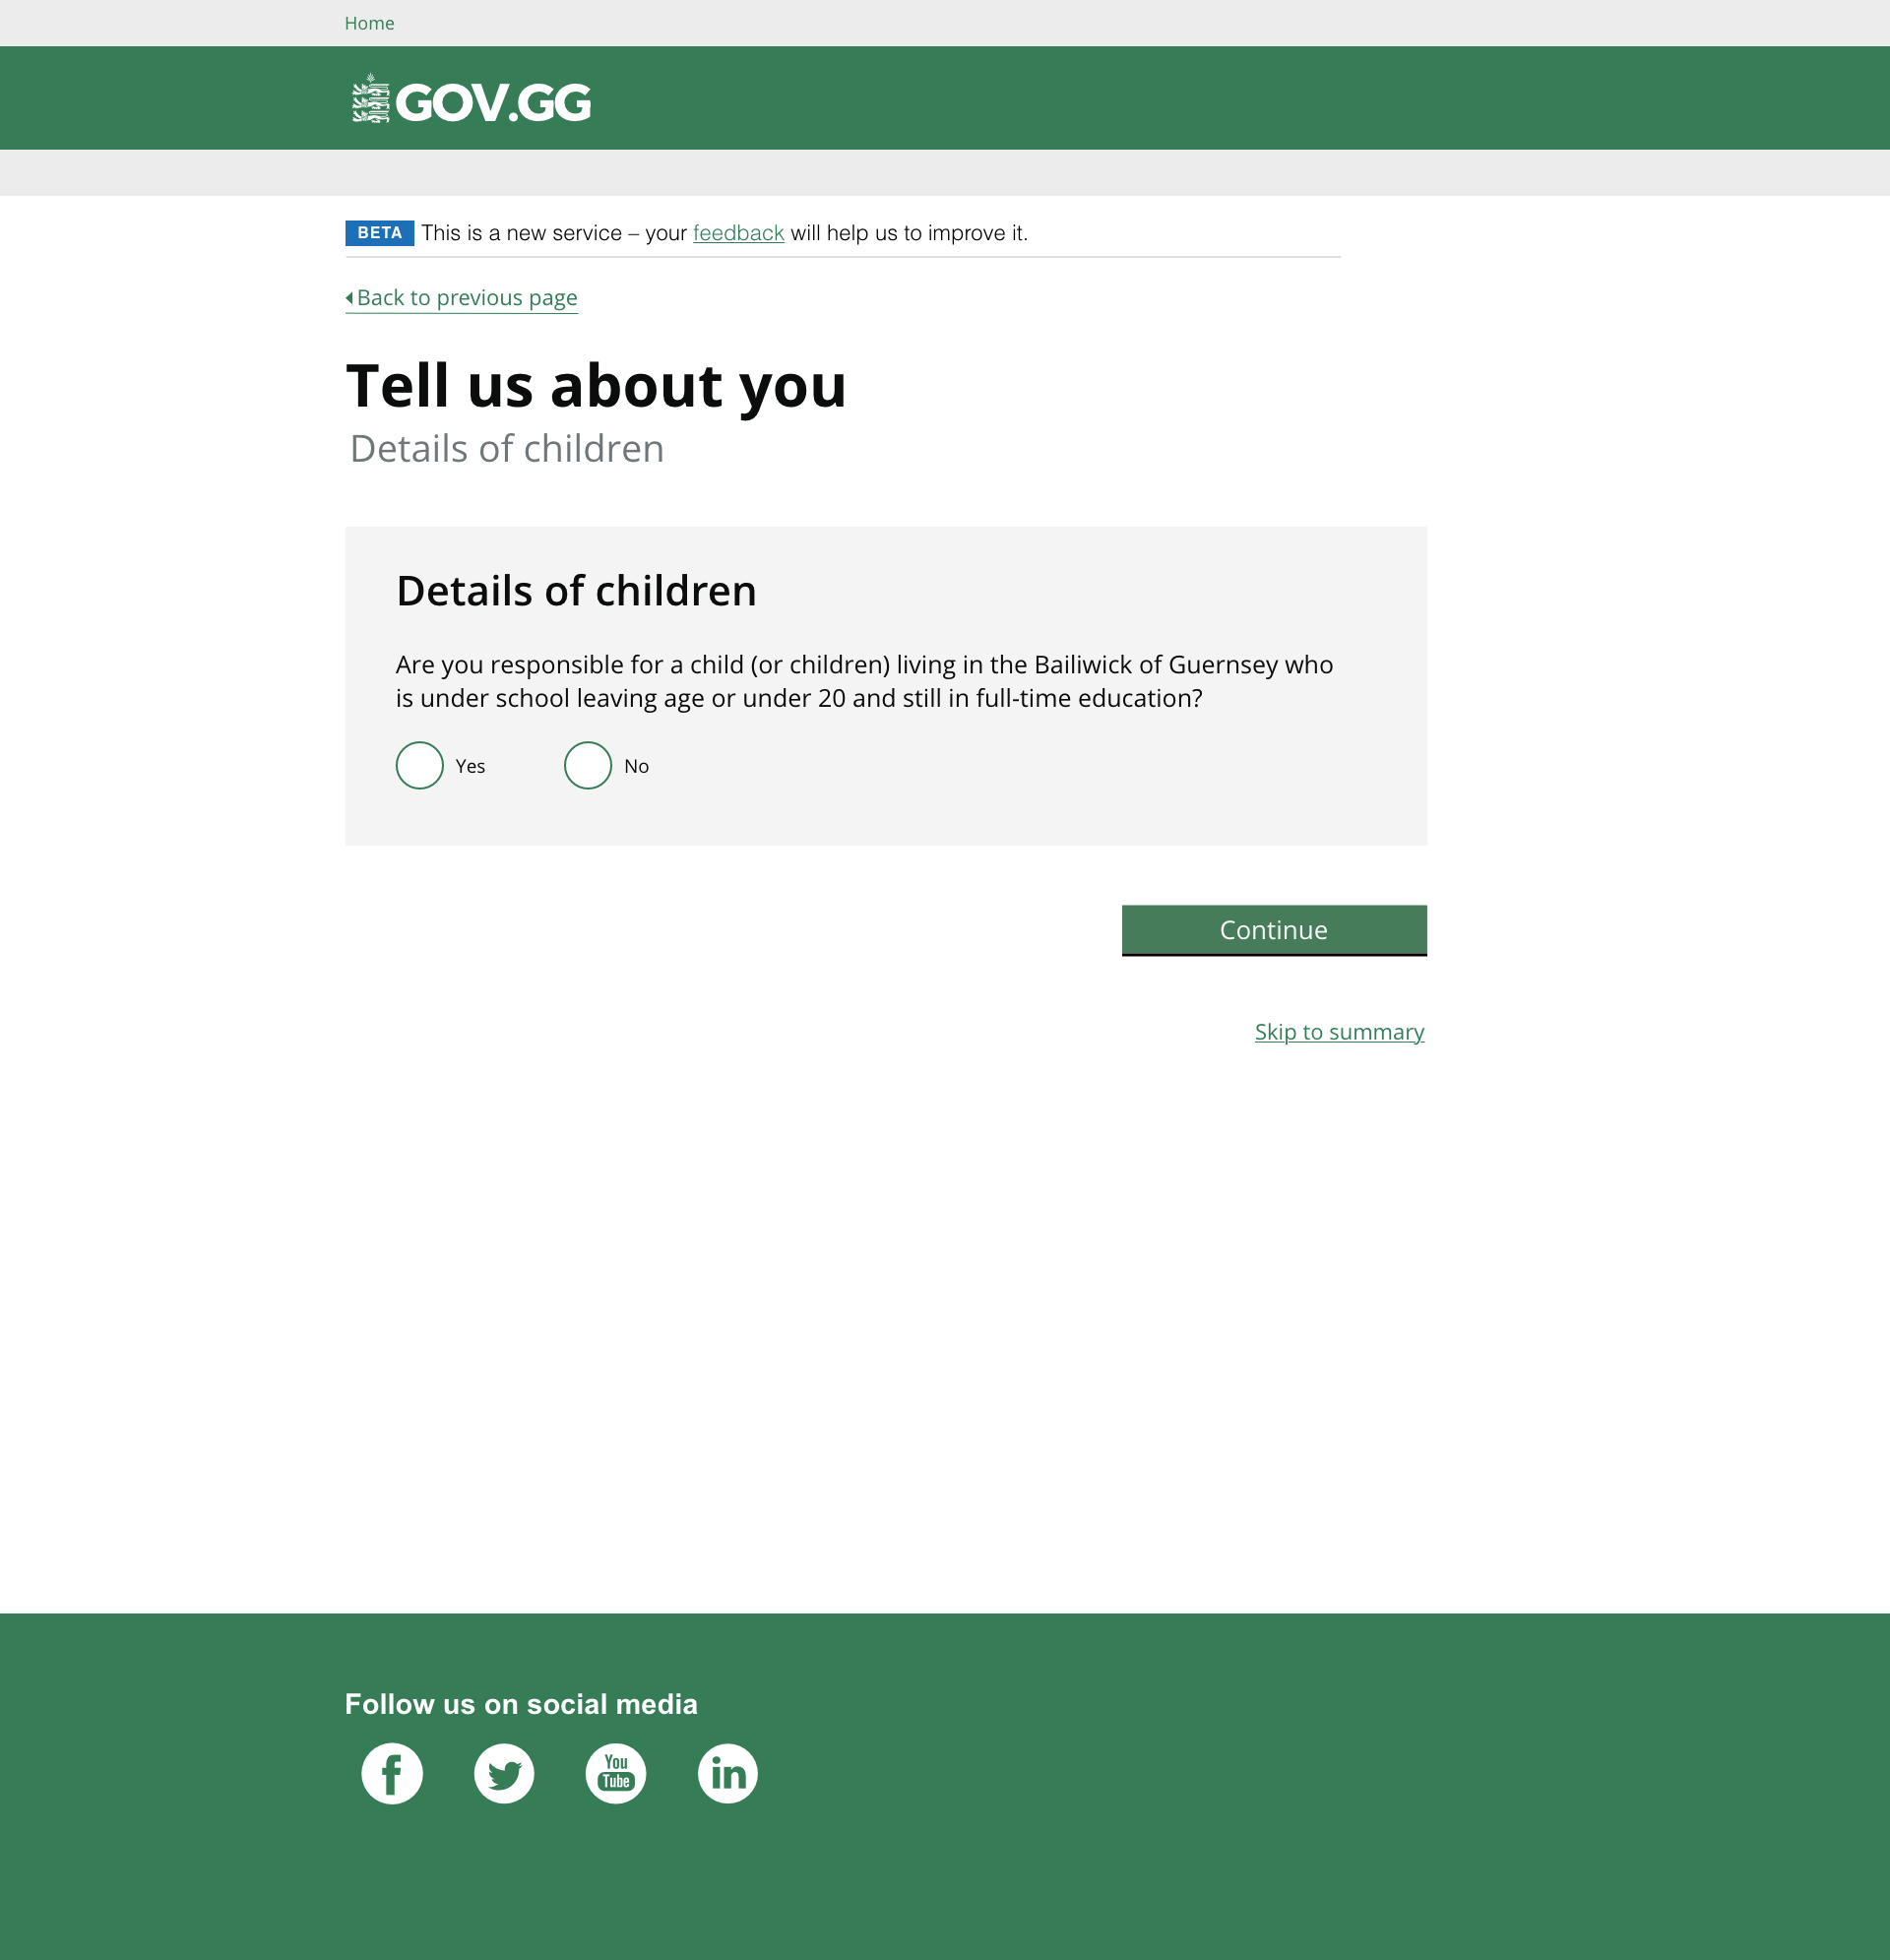 Home
GOV.GG
BETA This is a new service – your feedback will help us to improve it.
Back to previous page
Tell us about you
Details of children
Details of children
Are you responsible for a child (or children) living in the Bailiwick of Guernsey who
is under school leaving age or under 20 and still in full-time education?
Yes No
Continue
Skip to summary
Follow us on social media
f You Tube in